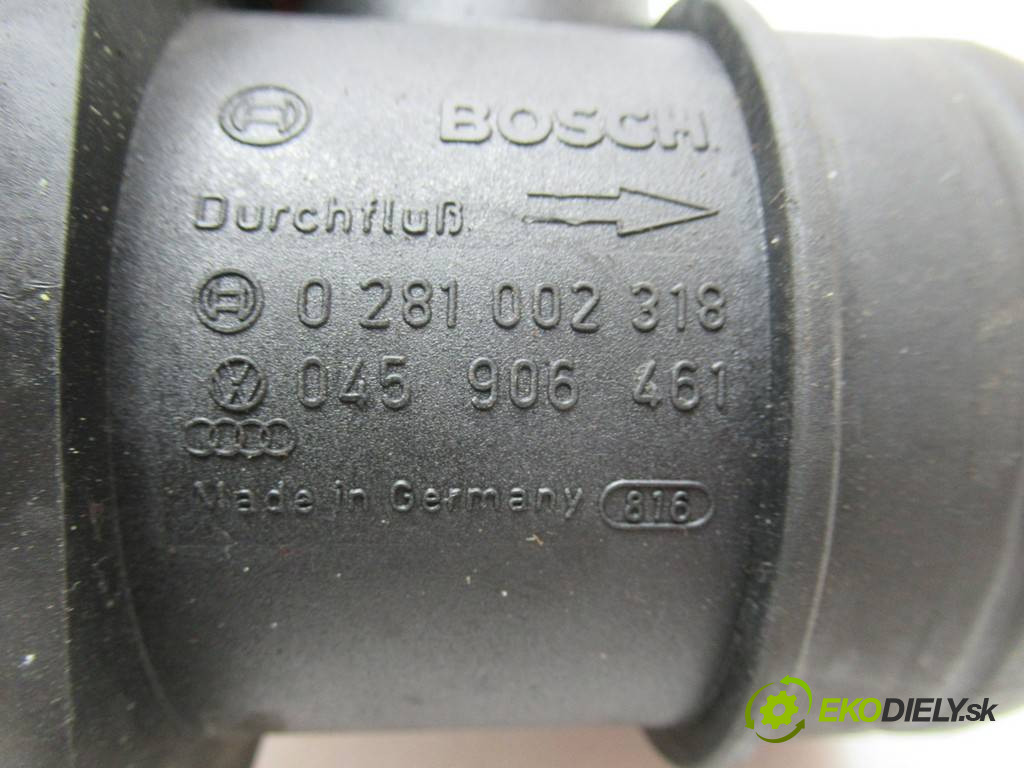 BOSCH
Durchfluß
0 281 002 318
045 906 461
Made in Germany 816
EKODIELY.sk